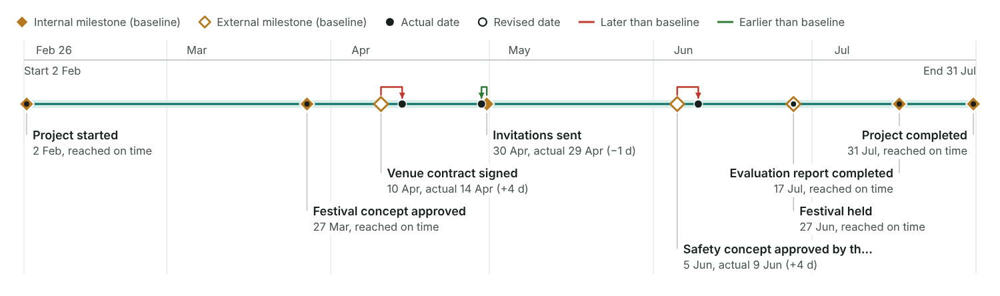 Internal milestone (baseline)
External milestone (baseline)
Actual date
Revised date
Later than baseline
Earlier than baseline
Feb 26
Mar
Apr
May
Jun
Jul
Start 2 Feb
End 31 Jul
Project started
2 Feb, reached on time
Invitations sent
30 Apr, actual 29 Apr (−1 d)
Project completed
31 Jul, reached on time
Venue contract signed
10 Apr, actual 14 Apr (+4 d)
Evaluation report completed
17 Jul, reached on time
Festival concept approved
27 Mar, reached on time
Festival held
27 Jun, reached on time
Safety concept approved by th…
5 Jun, actual 9 Jun (+4 d)